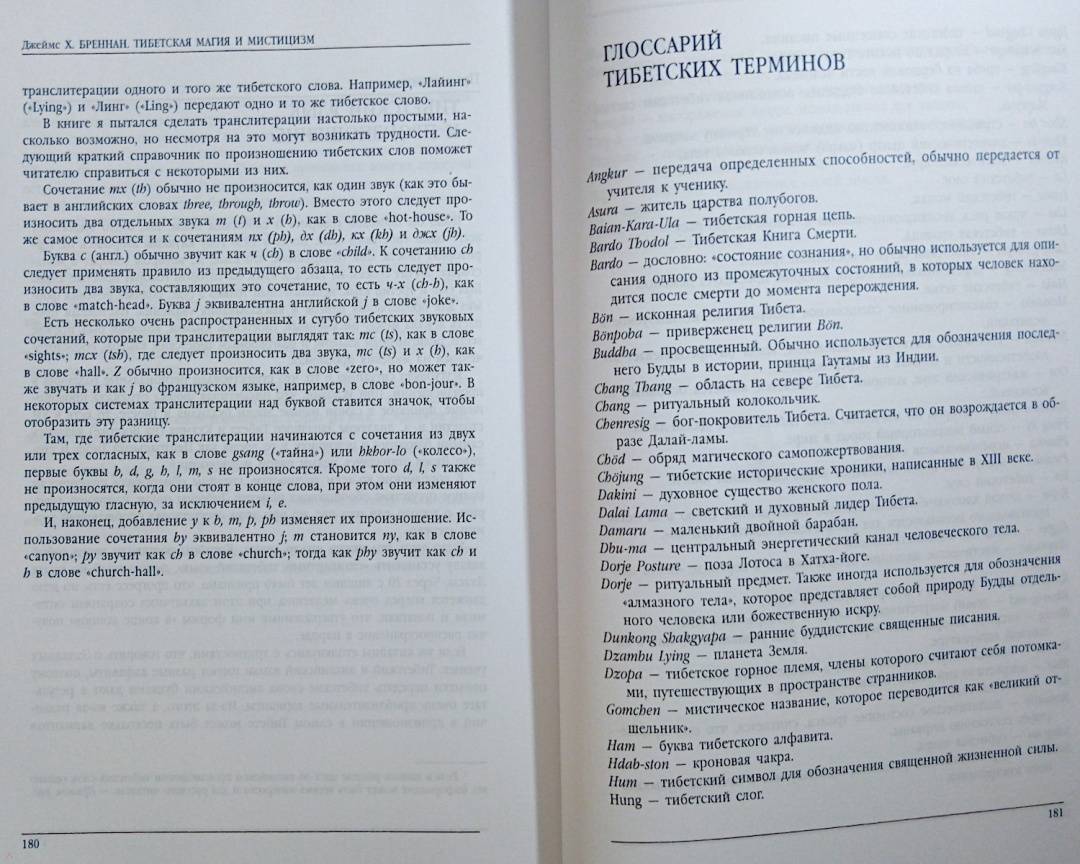 Джеймс Х. БРЕННАН. ТИБЕТСКАЯ МАГИЯ И МИСТИЦИЗМ
транслитерации одного и того же тибетского слова. Например, «Лайинг»
(«Lying») и «Линг» («Ling») передают одно и то же тибетское слово.
В книге я пытался сделать транслитерации настолько простыми, на-
сколько возможно, но несмотря на это могут возникать трудности. Сле-
дующий краткий справочник по произношению тибетских слов поможет
читателю справиться с некоторыми из них.
Сочетание тх (th) обычно не произносится, как один звук (как это бы-
вает в английских словах three, through, throw). Вместо этого следует про-
износить два отдельных звука т (t) и х (h), как в слове «hot-house». То
же самое относится и к сочетаниям пх (ph), дх (dh), кх (kh) и джх (jh).
Буква с (англ.) обычно звучит как ч (ch) в слове «child». К сочетанию ch
следует применять правило из предыдущего абзаца, то есть следует про-
износить два звука, составляющих это сочетание, то есть ч-х (ch-h), как
в слове «match-head». Буква j эквивалентна английской j в слове «joke».
Есть несколько очень распространенных и сугубо тибетских звуковых
сочетаний, которые при транслитерации выглядят так: тс (ts), как в слове
«sights»; тсх (tsh), где следует произносить два звука, тс (ts) и х (h), как
в слове «hall». Z обычно произносится, как в слове «zero», но может так-
же звучать и как j во французском языке, например, в слове «bon-jour». В
некоторых системах транслитерации над буквой ставится значок, чтобы
отобразить эту разницу.
Там, где тибетские транслитерации начинаются с сочетания из двух
или трех согласных, как в слове gsang («тайна») или hkhor-lo («колесо»),
первые буквы b, d, g, h, l, m, s не произносятся. Кроме того d, l, s также
не произносятся, когда они стоят в конце слова, при этом они изменяют
предыдущую гласную, за исключением i, e.
И, наконец, добавление y к b, m, p, ph изменяет их произношение. Ис-
пользование сочетания by эквивалентно j; m становится ny, как в слове
«canyon»; py звучит как ch в слове «church»; тогда как phy звучит как ch и
h в слове «church-hall».
180
ГЛОССАРИЙ
ТИБЕТСКИХ ТЕРМИНОВ
Angkur — передача определенных способностей, обычно передается от
учителя к ученику.
Asura — житель царства полубогов.
Baian-Kara-Ula — тибетская горная цепь.
Bardo Thodol — Тибетская Книга Смерти.
Bardo — дословно: «состояние сознания», но обычно используется для опи-
сания одного из промежуточных состояний, в которых человек нахо-
дится после смерти до момента перерождения.
Bön — исконная религия Тибета.
Bönpoba — приверженец религии Bön.
Buddha — просвещенный. Обычно используется для обозначения послед-
него Будды в истории, принца Гаутамы из Индии.
Chang Thang — область на севере Тибета.
Chang — ритуальный колокольчик.
Chenresig — бог-покровитель Тибета. Считается, что он возрождается в об-
разе Далай-ламы.
Chöd — обряд магического самопожертвования.
Chöjung — тибетские исторические хроники, написанные в XIII веке.
Dakini — духовное существо женского пола.
Dalai Lama — светский и духовный лидер Тибета.
Damaru — маленький двойной барабан.
Dbu-ma — центральный энергетический канал человеческого тела.
Dorje Posture — поза Лотоса в Хатха-йоге.
Dorje — ритуальный предмет. Также иногда используется для обозначения
«алмазного тела», которое представляет собой природу Будды отдель-
ного человека или божественную искру.
Dunkong Shakgyapa — ранние буддистские священные писания.
Dzambu Lying — планета Земля.
Dzopa — тибетское горное племя, члены которого считают себя потомка-
ми, путешествующих в пространстве странников.
Gomchen — мистическое название, которое переводится как «великий от-
шельник».
Ham — буква тибетского алфавита.
Hdab-ston — кроновая чакра.
Hum — тибетский символ для обозначения священной жизненной силы.
Hung — тибетский слог.
181